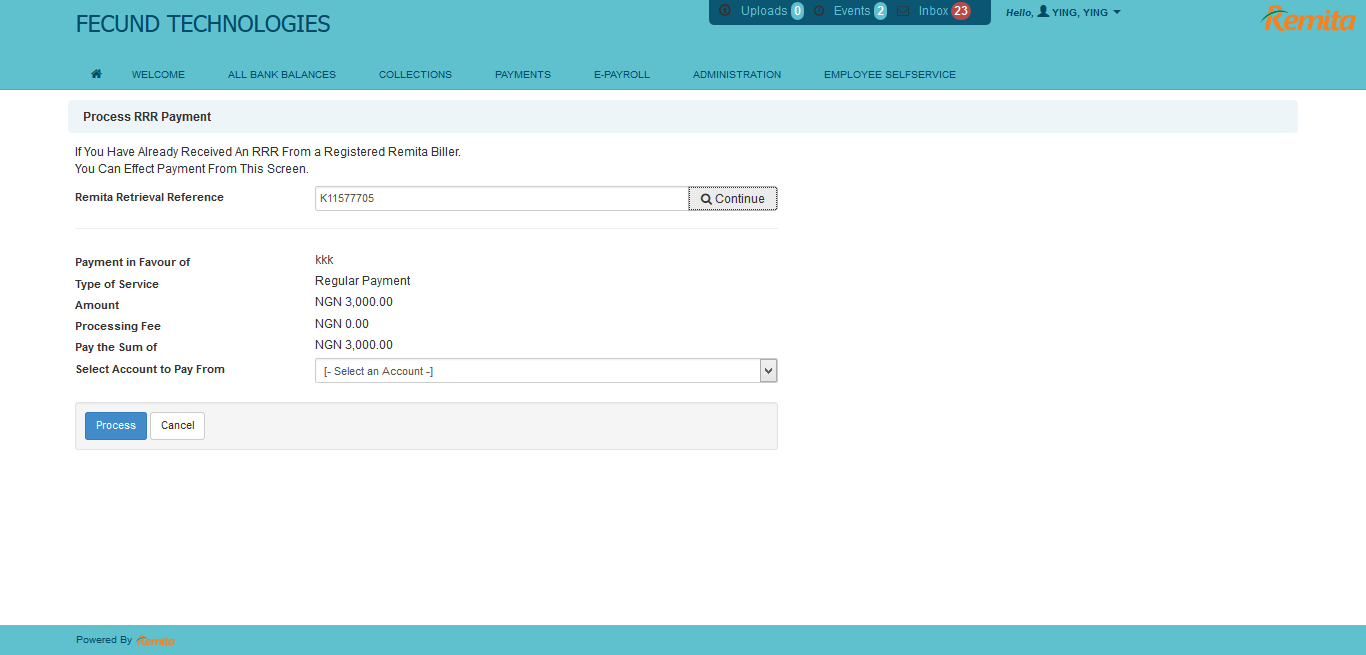 FECUND TECHNOLOGIES
Uploads 0 Events 2 Inbox 23
Hello, YING, YING
Remita
WELCOME ALL BANK BALANCES COLLECTIONS PAYMENTS E-PAYROLL ADMINISTRATION EMPLOYEE SELFSERVICE
Process RRR Payment
If You Have Already Received An RRR From a Registered Remita Biller.
You Can Effect Payment From This Screen.
Remita Retrieval Reference K11577705 Continue
Payment in Favour of kkk
Type of Service Regular Payment
Amount NGN 3,000.00
Processing Fee NGN 0.00
Pay the Sum of NGN 3,000.00
Select Account to Pay From [- Select an Account -]
Process Cancel
Powered By Remita